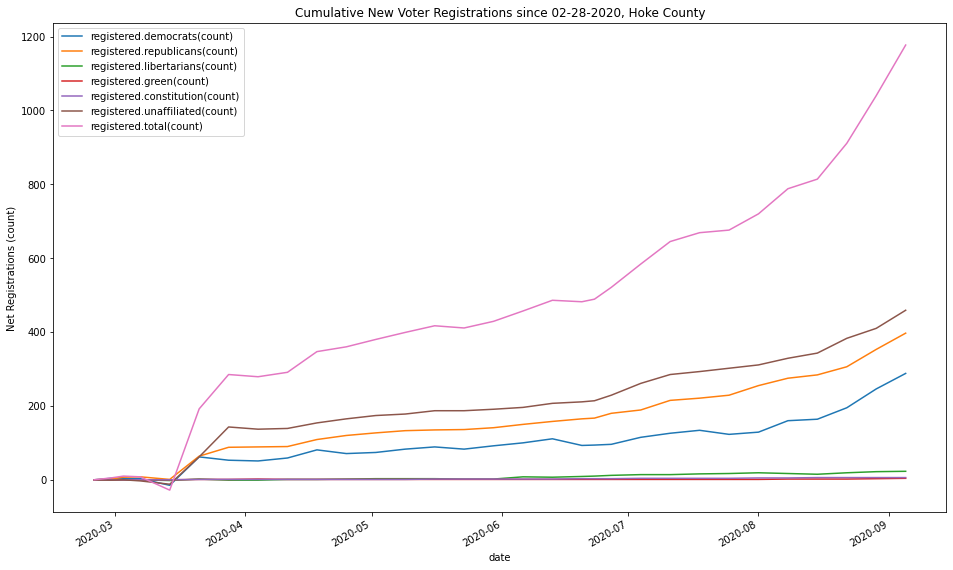 Cumulative New Voter Registrations since 02-28-2020, Hoke County
registered.democrats(count)
registered.republicans(count)
registered.libertarians(count)
registered.green(count)
registered.constitution(count)
registered.unaffiliated(count)
registered.total(count)
Net Registrations (count)
1200
1000
800
600
400
200
0
2020-03
2020-04
2020-05
2020-06
2020-07
2020-08
2020-09
date